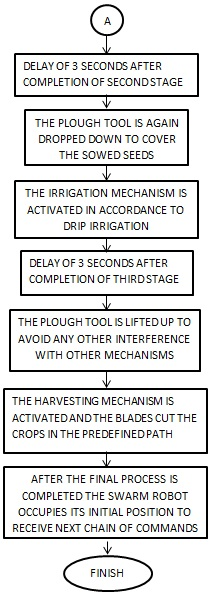 A
DELAY OF 3 SECONDS AFTER
COMPLETION OF SECOND STAGE
THE PLOUGH TOOL IS AGAIN
DROPPED DOWN TO COVER
THE SOWED SEEDS
THE IRRIGATION MECHANISM IS
ACTIVATED IN ACCORDANCE TO
DRIP IRRIGATION
DELAY OF 3 SECONDS AFTER
COMPLETION OF THIRD STAGE
THE PLOUGH TOOL IS LIFTED UP TO
AVOID ANY OTHER INTERFERENCE
WITH OTHER MECHANISMS
THE HARVESTING MECHANISM IS
ACTIVATED AND THE BLADES CUT THE
CROPS IN THE PREDEFINED PATH
AFTER THE FINAL PROCESS IS
COMPLETED THE SWARM ROBOT
OCCUPIES ITS INITIAL POSITION TO
RECEIVE NEXT CHAIN OF COMMANDS
FINISH